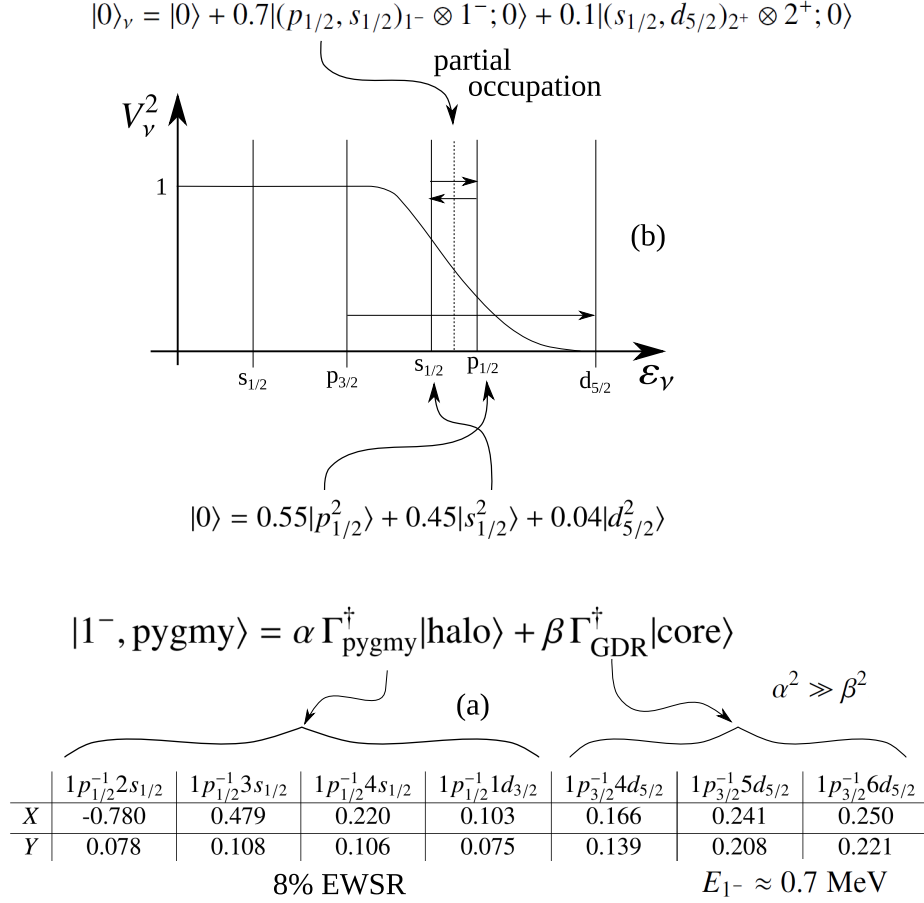 |0⟩_ν = |0⟩ + 0.7|(p_{1/2}, s_{1/2})_{1^-} ⊗ 1^-; 0⟩ + 0.1|(s_{1/2}, d_{5/2})_{2^+} ⊗ 2^+; 0⟩
partial
occupation
V_ν^2
1
(b)
s_{1/2} p_{3/2} s_{1/2} p_{1/2} d_{5/2} ε_ν
|0⟩ = 0.55|p_{1/2}^2⟩ + 0.45|s_{1/2}^2⟩ + 0.04|d_{5/2}^2⟩
|1^-, pygmy⟩ = α Γ_{pygmy}^†|halo⟩ + β Γ_{GDR}^†|core⟩
α^2 ≫ β^2
(a)
1p_{1/2}^{-1}2s_{1/2} 1p_{1/2}^{-1}3s_{1/2} 1p_{1/2}^{-1}4s_{1/2} 1p_{1/2}^{-1}1d_{3/2} 1p_{3/2}^{-1}4d_{5/2} 1p_{3/2}^{-1}5d_{5/2} 1p_{3/2}^{-1}6d_{5/2}
X -0.780 0.479 0.220 0.103 0.166 0.241 0.250
Y 0.078 0.108 0.106 0.075 0.139 0.208 0.221
8% EWSR E_{1^-} ≈ 0.7 MeV